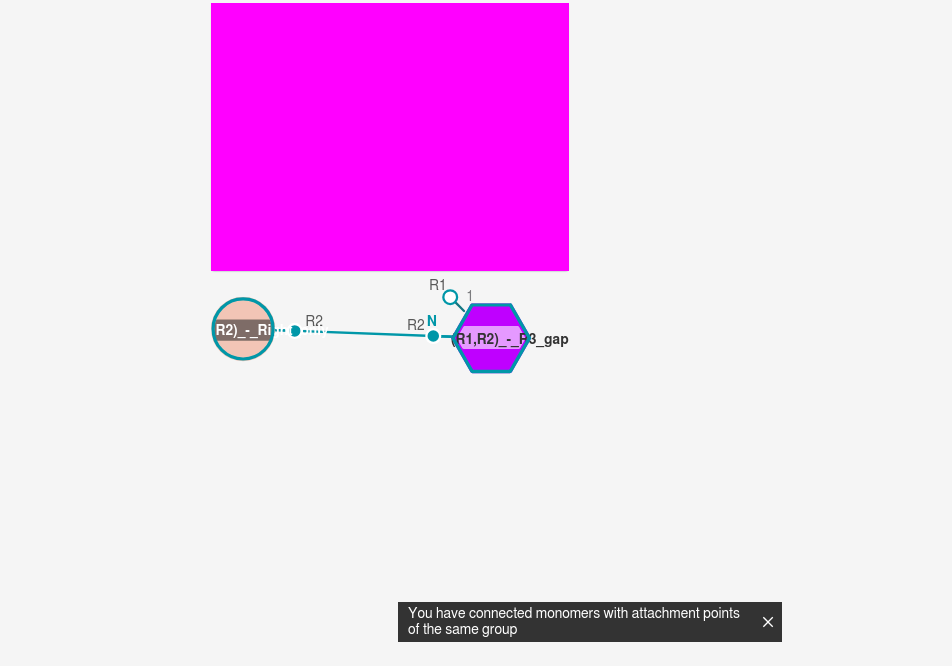 R1
1
R2
R2
N
R2)_-_Ri
(R1,R2)_-_R3_gap
You have connected monomers with attachment points
of the same group